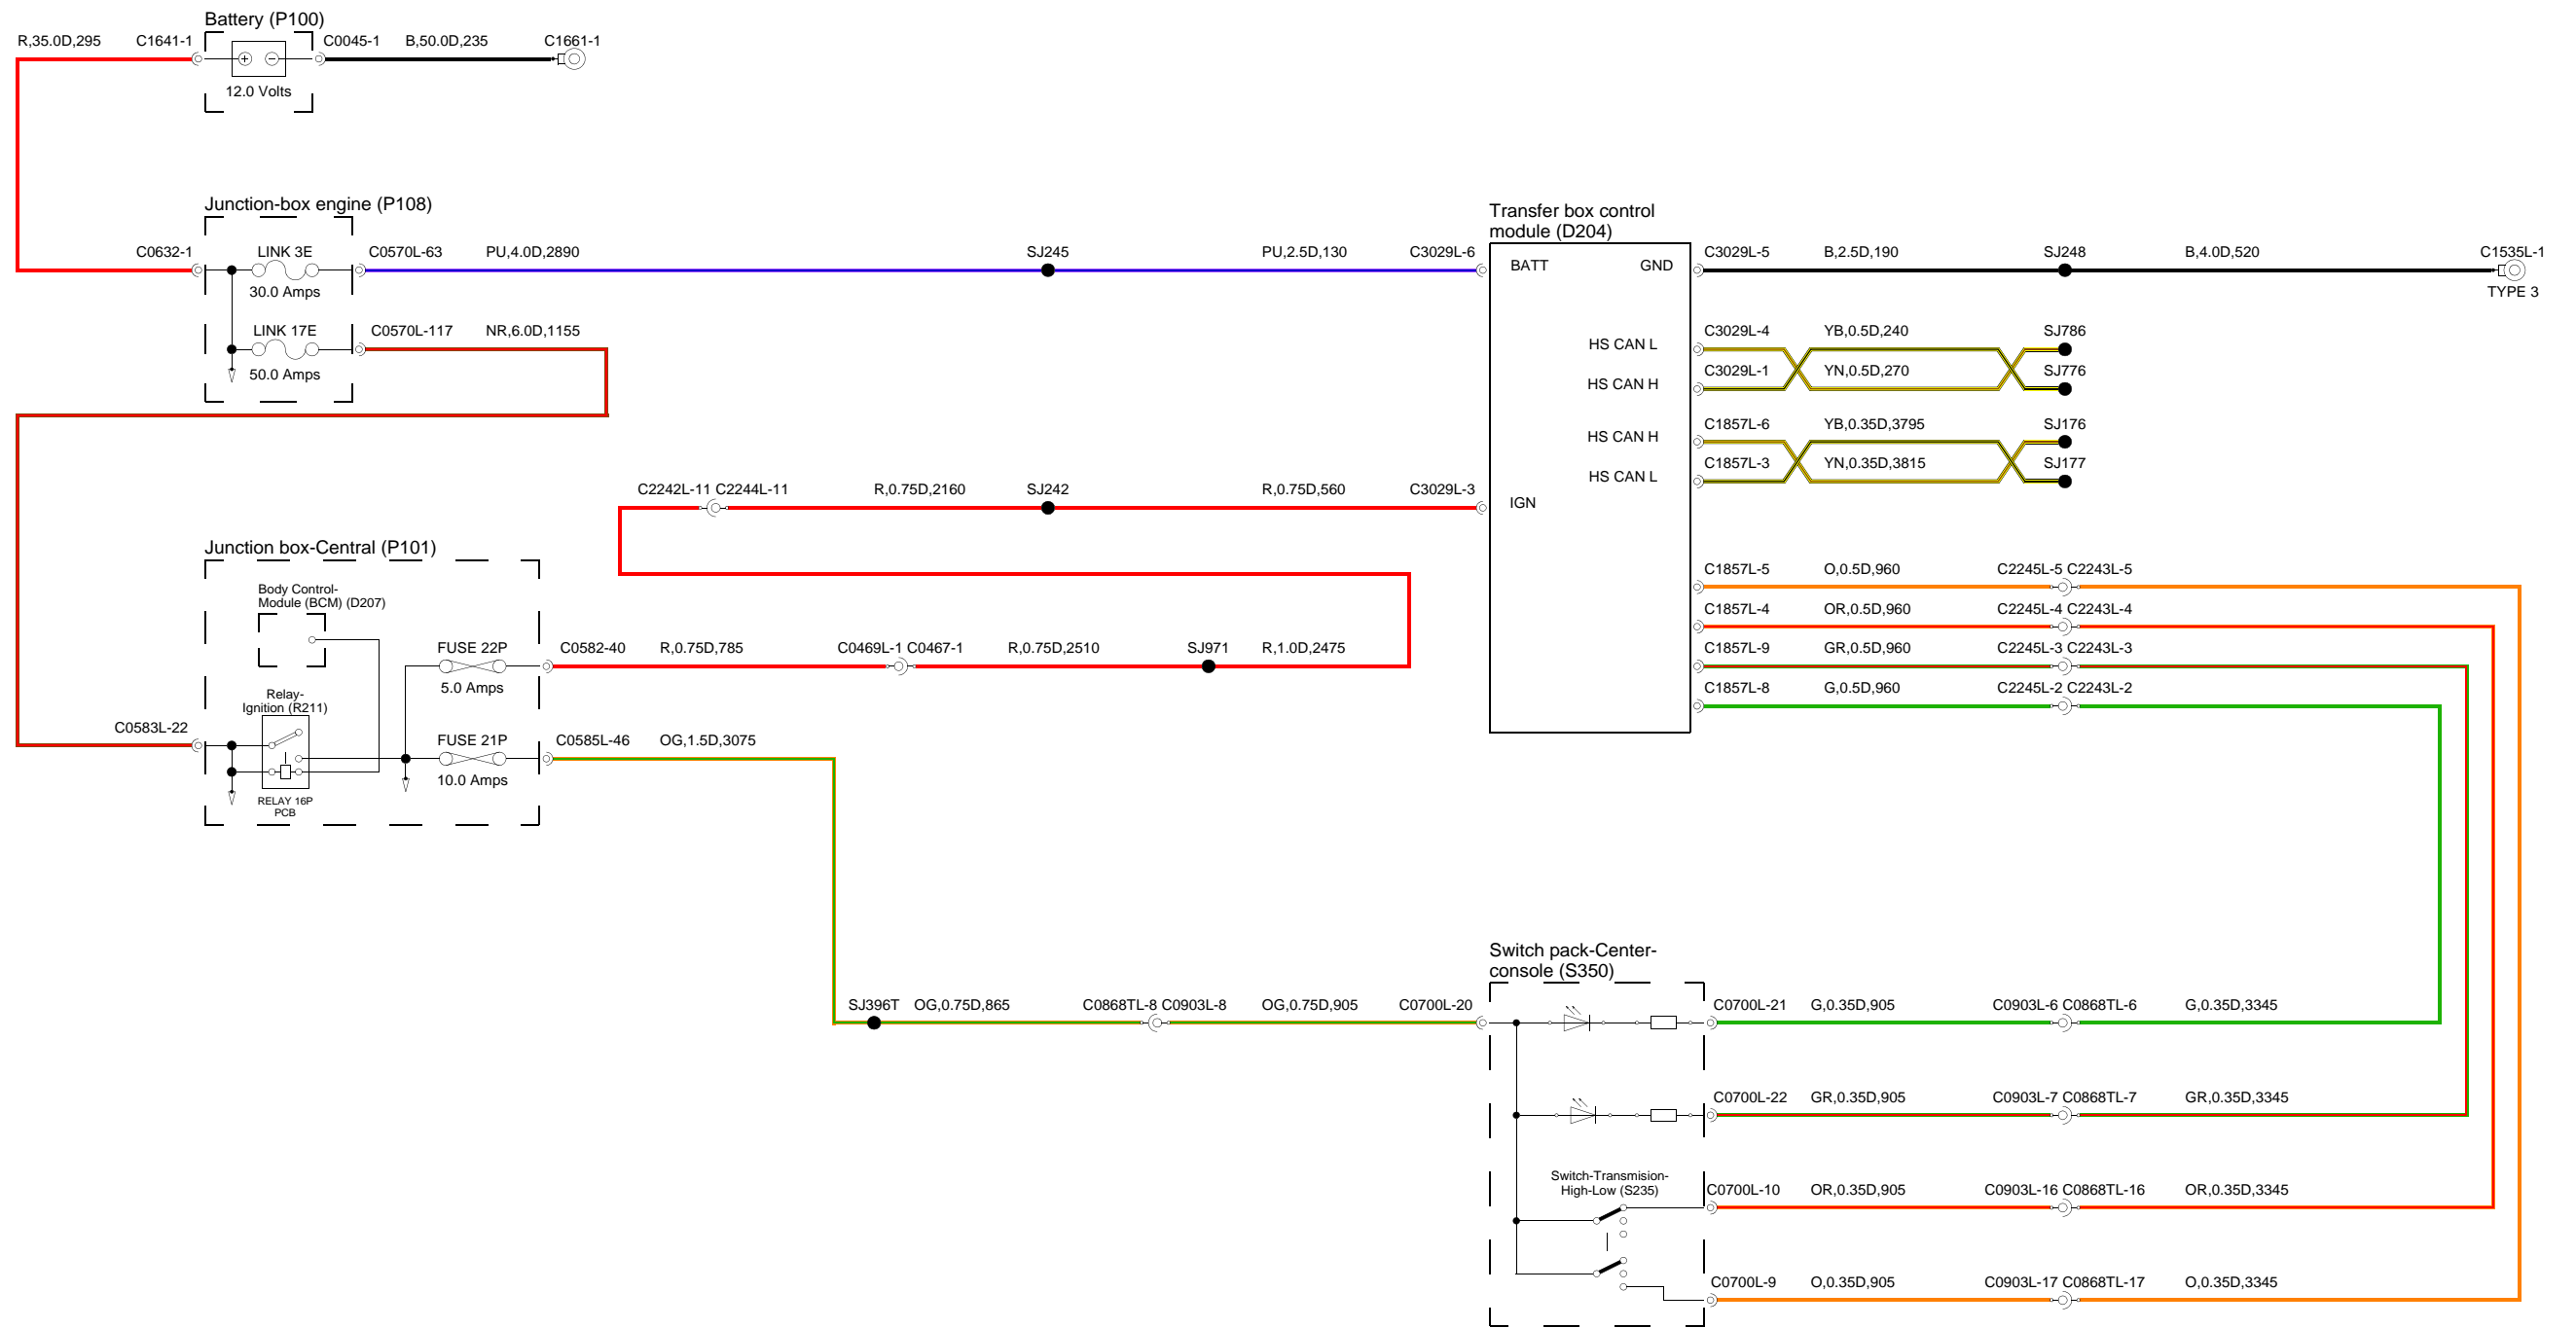 Battery (P100)
R,35.0D,295
C1641-1
C0045-1
B,50.0D,235
C1661-1
12.0 Volts
Junction-box engine (P108)
C0632-1
LINK 3E
30.0 Amps
C0570L-63
PU,4.0D,2890
SJ245
PU,2.5D,130
C3029L-6
LINK 17E
50.0 Amps
C0570L-117
NR,6.0D,1155
Transfer box control
module (D204)
BATT
GND
C3029L-5
B,2.5D,190
SJ248
B,4.0D,520
C1535L-1
TYPE 3
HS CAN L
C3029L-4
YB,0.5D,240
SJ786
HS CAN H
C3029L-1
YN,0.5D,270
SJ776
HS CAN H
C1857L-6
YB,0.35D,3795
SJ176
HS CAN L
C1857L-3
YN,0.35D,3815
SJ177
C2242L-11 C2244L-11
R,0.75D,2160
SJ242
R,0.75D,560
C3029L-3
IGN
C1857L-5
O,0.5D,960
C2245L-5 C2243L-5
C1857L-4
OR,0.5D,960
C2245L-4 C2243L-4
C1857L-9
GR,0.5D,960
C2245L-3 C2243L-3
C1857L-8
G,0.5D,960
C2245L-2 C2243L-2
Junction box-Central (P101)
Body Control-
Module (BCM) (D207)
FUSE 22P
5.0 Amps
C0582-40
R,0.75D,785
C0469L-1 C0467-1
R,0.75D,2510
SJ971
R,1.0D,2475
Relay-
Ignition (R211)
C0583L-22
RELAY 16P
PCB
FUSE 21P
10.0 Amps
C0585L-46
OG,1.5D,3075
SJ396T
OG,0.75D,865
C0868TL-8 C0903L-8
OG,0.75D,905
C0700L-20
Switch pack-Center-
console (S350)
C0700L-21
G,0.35D,905
C0903L-6 C0868TL-6
G,0.35D,3345
C0700L-22
GR,0.35D,905
C0903L-7 C0868TL-7
GR,0.35D,3345
Switch-Transmision-
High-Low (S235)
C0700L-10
OR,0.35D,905
C0903L-16 C0868TL-16
OR,0.35D,3345
C0700L-9
O,0.35D,905
C0903L-17 C0868TL-17
O,0.35D,3345